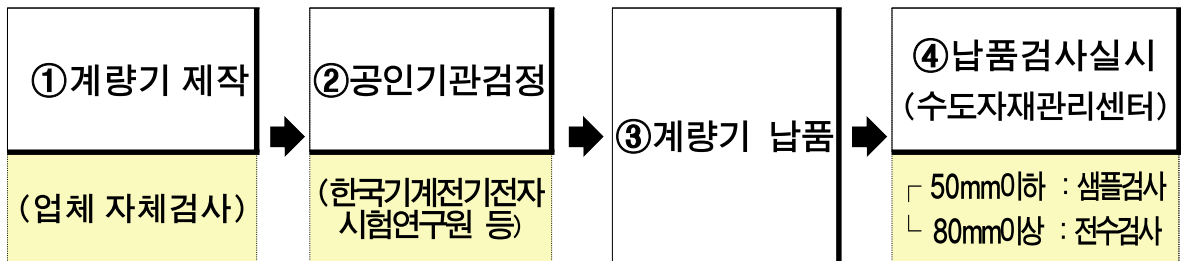 ①계량기 제작
(업체 자체검사)
②공인기관검정
(한국기계전기전자
시험연구원 등)
③계량기 납품
④납품검사실시
(수도자재관리센터)
┌ 50mm이하 : 샘플검사
└ 80mm이상 : 전수검사